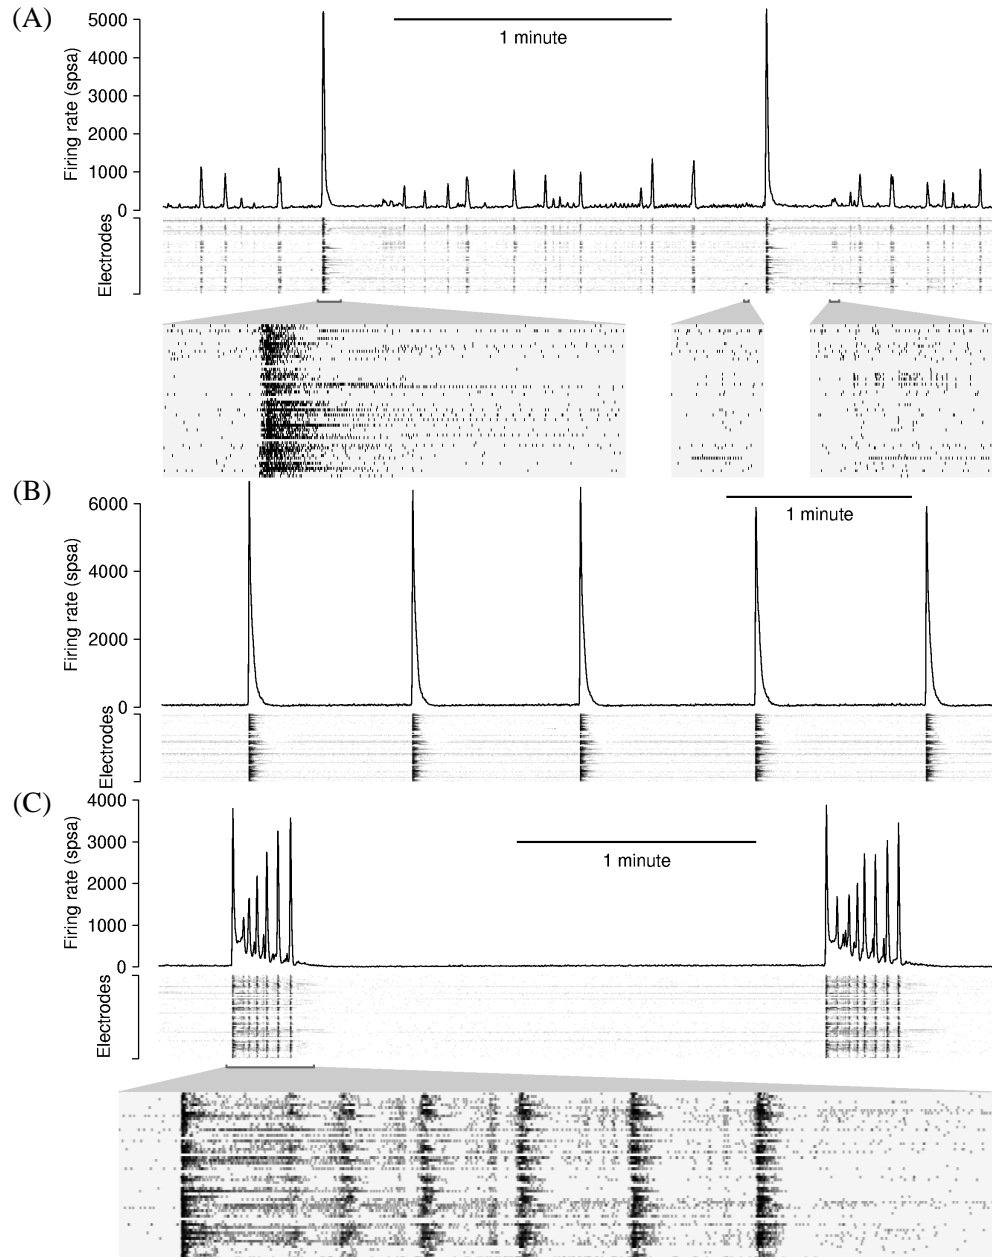 (A)
5000
4000
3000
2000
1000
0
Firing rate (spsa)
1 minute
Electrodes
(B)
6000
4000
2000
0
Firing rate (spsa)
1 minute
Electrodes
(C)
4000
3000
2000
1000
0
Firing rate (spsa)
1 minute
Electrodes